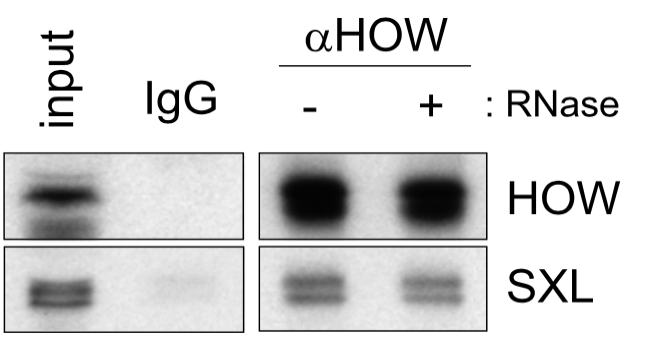 αHOW
input IgG - + : RNase
HOW
SXL